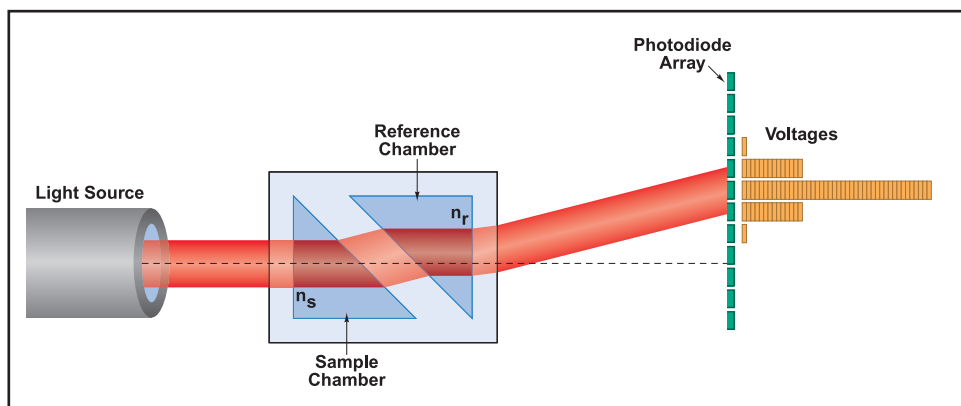 Photodiode
Array
Voltages
Reference
Chamber
Light Source
nr
ns
Sample
Chamber